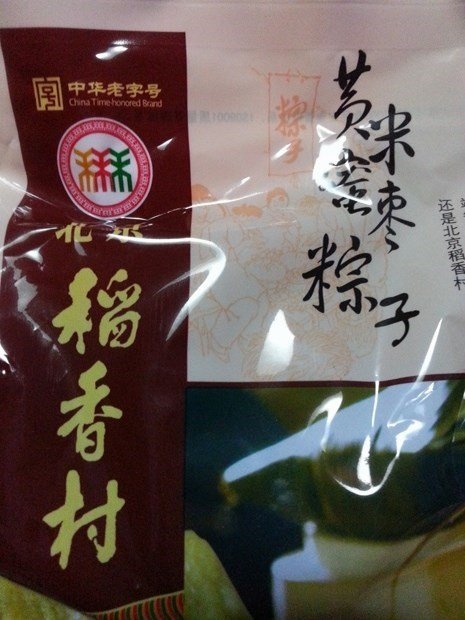 中华老字号
China Time-honored Brand
北京
稻香村
粽子
黄米蜜枣
粽子
还是北京稻香村